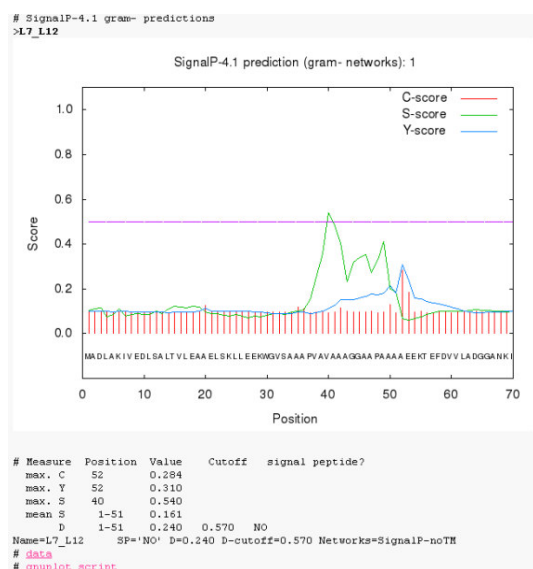 # SignalP-4.1 gram- predictions
>L7_L12
SignalP-4.1 prediction (gram- networks): 1
C-score
S-score
Y-score
1.0
0.8
0.6
0.4
0.2
0.0
Score
MADLAKIVEDLSALTVLEAAELSKLLEEKWGVSAAAPVAVAAAGGAAPAAAAEEKTEFDVVLADGGANKI
0 10 20 30 40 50 60 70
Position
# Measure Position Value Cutoff signal peptide?
max. C 52 0.284
max. Y 52 0.310
max. S 40 0.540
mean S 1-51 0.161
D 1-51 0.240 0.570 NO
Name=L7_L12 SP='NO' D=0.240 D-cutoff=0.570 Networks=SignalP-noTM
# data
# gnuplot script